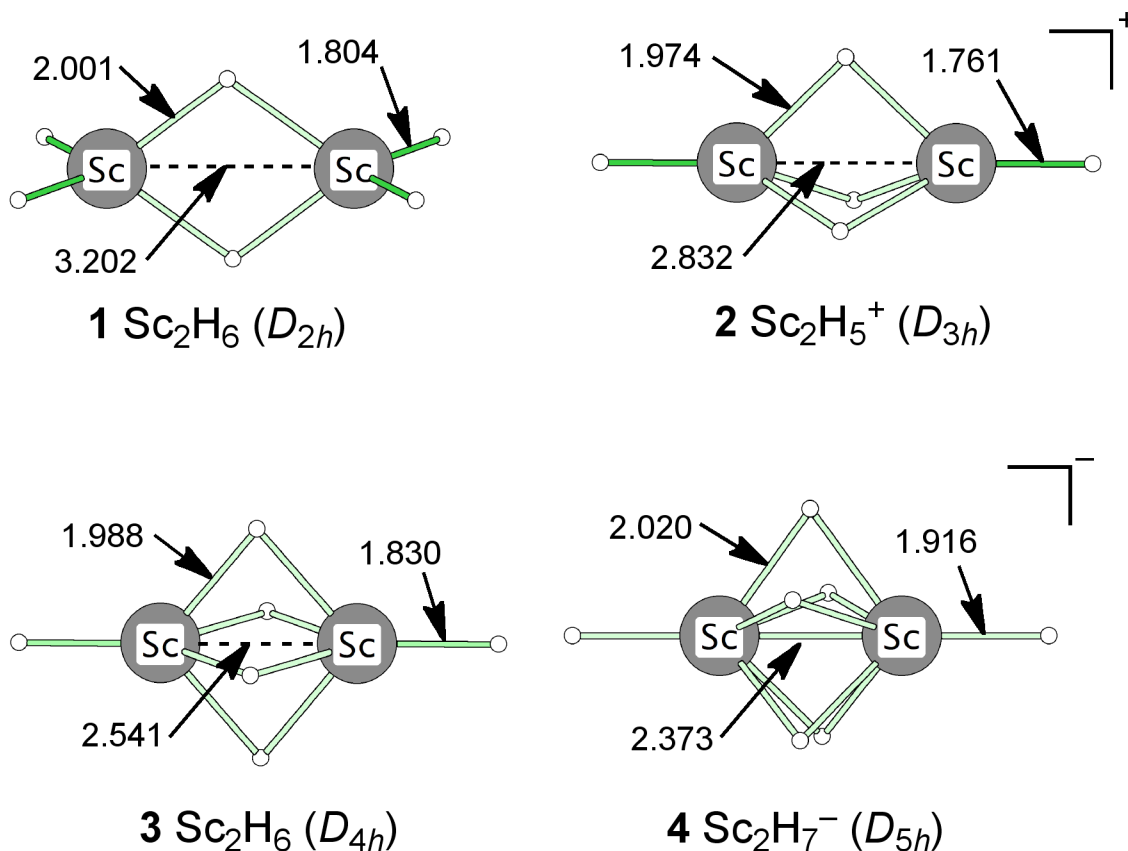 2.001
1.804
Sc
Sc
3.202
1 Sc₂H₆ (D₂ₕ)
1.974
1.761
+
Sc
Sc
2.832
2 Sc₂H₅⁺ (D₃ₕ)
1.988
1.830
Sc
Sc
2.541
3 Sc₂H₆ (D₄ₕ)
2.020
1.916
−
Sc
Sc
2.373
4 Sc₂H₇⁻ (D₅ₕ)